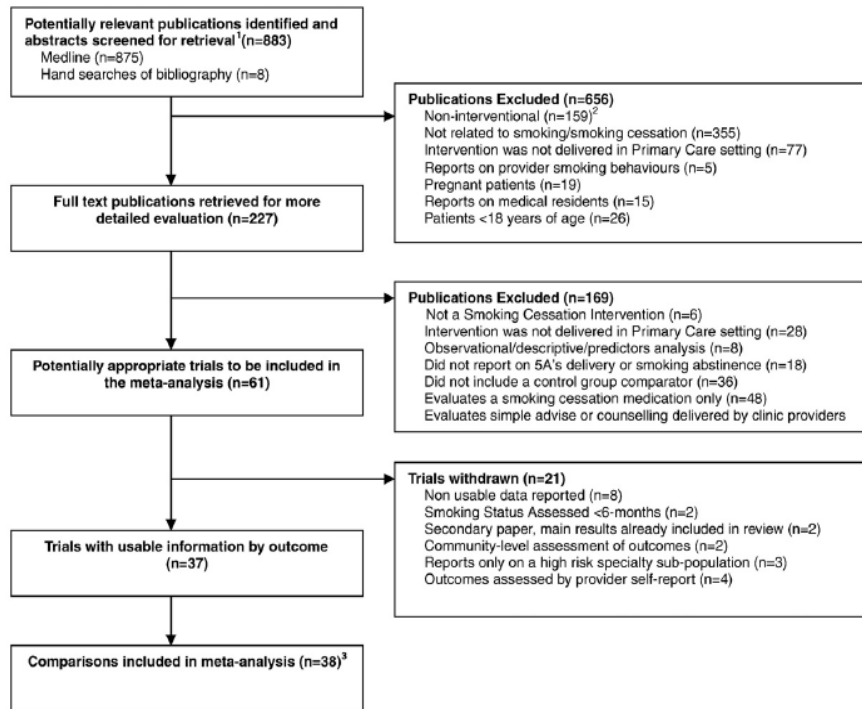 Potentially relevant publications identified and
abstracts screened for retrieval¹(n=883)
Medline (n=875)
Hand searches of bibliography (n=8)
Publications Excluded (n=656)
Non-interventional (n=159)²
Not related to smoking/smoking cessation (n=355)
Intervention was not delivered in Primary Care setting (n=77)
Reports on provider smoking behaviours (n=5)
Pregnant patients (n=19)
Reports on medical residents (n=15)
Patients <18 years of age (n=26)
Full text publications retrieved for more
detailed evaluation (n=227)
Publications Excluded (n=169)
Not a Smoking Cessation Intervention (n=6)
Intervention was not delivered in Primary Care setting (n=28)
Observational/descriptive/predictors analysis (n=8)
Did not report on 5A's delivery or smoking abstinence (n=18)
Did not include a control group comparator (n=36)
Evaluates a smoking cessation medication only (n=48)
Evaluates simple advise or counselling delivered by clinic providers
Potentially appropriate trials to be included in
the meta-analysis (n=61)
Trials withdrawn (n=21)
Non usable data reported (n=8)
Smoking Status Assessed <6-months (n=2)
Secondary paper, main results already included in review (n=2)
Community-level assessment of outcomes (n=2)
Reports only on a high risk specialty sub-population (n=3)
Outcomes assessed by provider self-report (n=4)
Trials with usable information by outcome
(n=37)
Comparisons included in meta-analysis (n=38)³